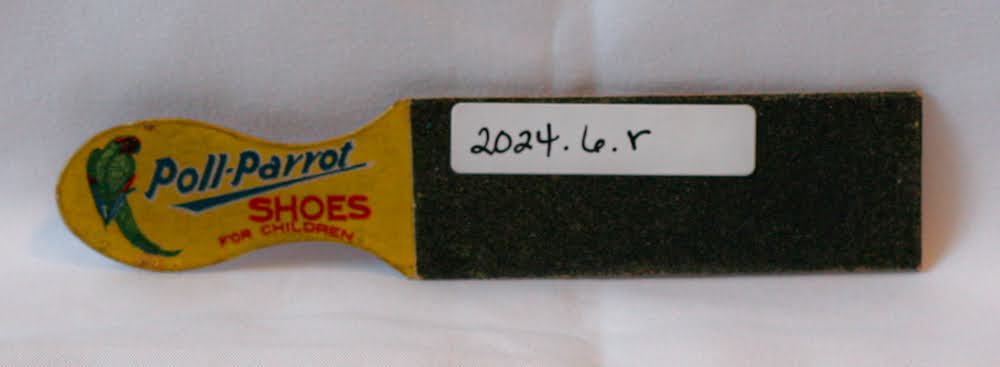 Poll-Parrot
SHOES
FOR CHILDREN
2024.6.r